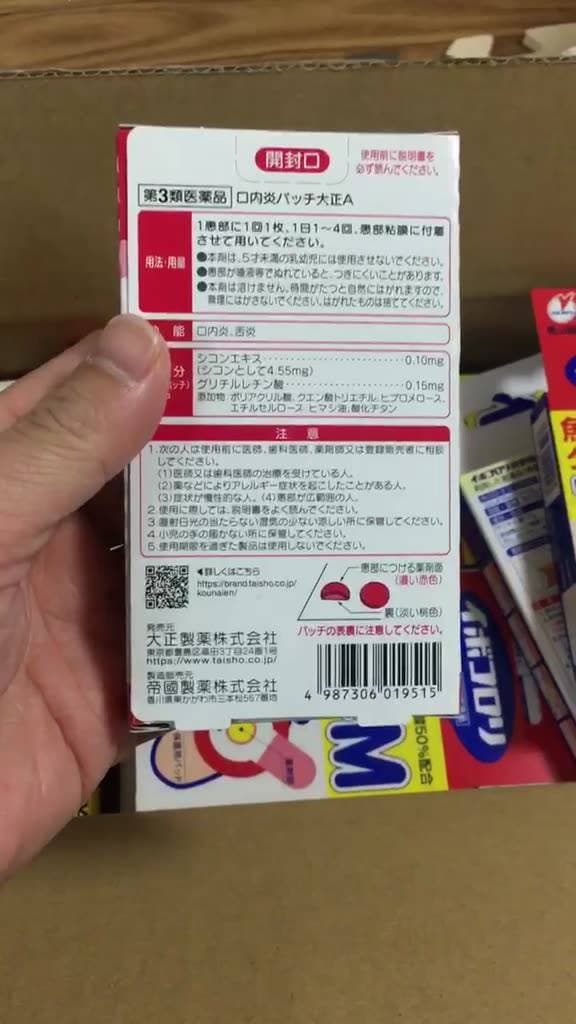 開封口
使用前に説明書を
必ず読んでください。
第3類医薬品 口内炎パッチ大正A
用法・用量
1患部に1回1枚、1日1～4回、患部粘膜に付着
させて用いてください。
●本剤は、5才未満の乳幼児には使用させないでください。
●患部が唾液等でぬれていると、つきにくいことがあります。
●本剤は溶けません。時間がたつと自然にはがれますので、
無理にはがさないでください。はがれたものは捨ててください。
能 口内炎、舌炎
分
シコンエキス 0.10mg
(シコンとして4.55mg)
グリチルレチン酸 0.15mg
添加物:ポリアクリル酸、クエン酸トリエチル、ヒプロメロース、
エチルセルロース、ヒマシ油、酸化チタン
注意
1.次の人は使用前に医師、歯科医師、薬剤師又は登録販売者に相談
してください。
(1)医師又は歯科医師の治療を受けている人。
(2)薬などによりアレルギー症状を起こしたことがある人。
(3)症状が慢性的な人。 (4)患部が広範囲の人。
2.使用に際しては、説明書をよく読んでください。
3.直射日光の当たらない湿気の少ない涼しい所に保管してください。
4.小児の手の届かない所に保管してください。
5.使用期限を過ぎた製品は使用しないでください。
◀詳しくはこちら
https://brand.taisho.co.jp/
kounaien/
患部につける薬剤面
(濃い赤色)
裏(淡い桃色)
パッチの表裏に注意してください。
発売元
大正製薬株式会社
東京都豊島区高田3丁目24番1号
https://www.taisho.co.jp/
製造販売元
帝國製薬株式会社
香川県東かがわ市三本松567番地
4 987306 019515
イボコロリ
50%配合
M